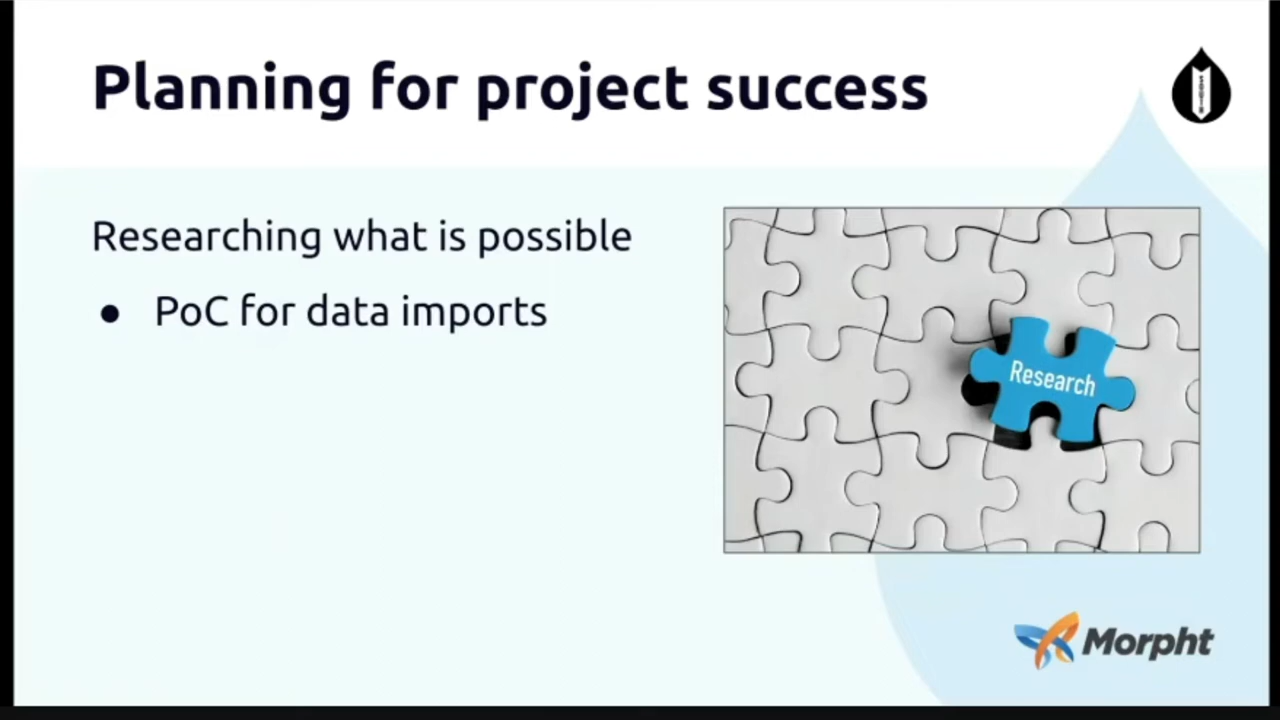 Planning for project success
Researching what is possible
● PoC for data imports
Research
Morpht